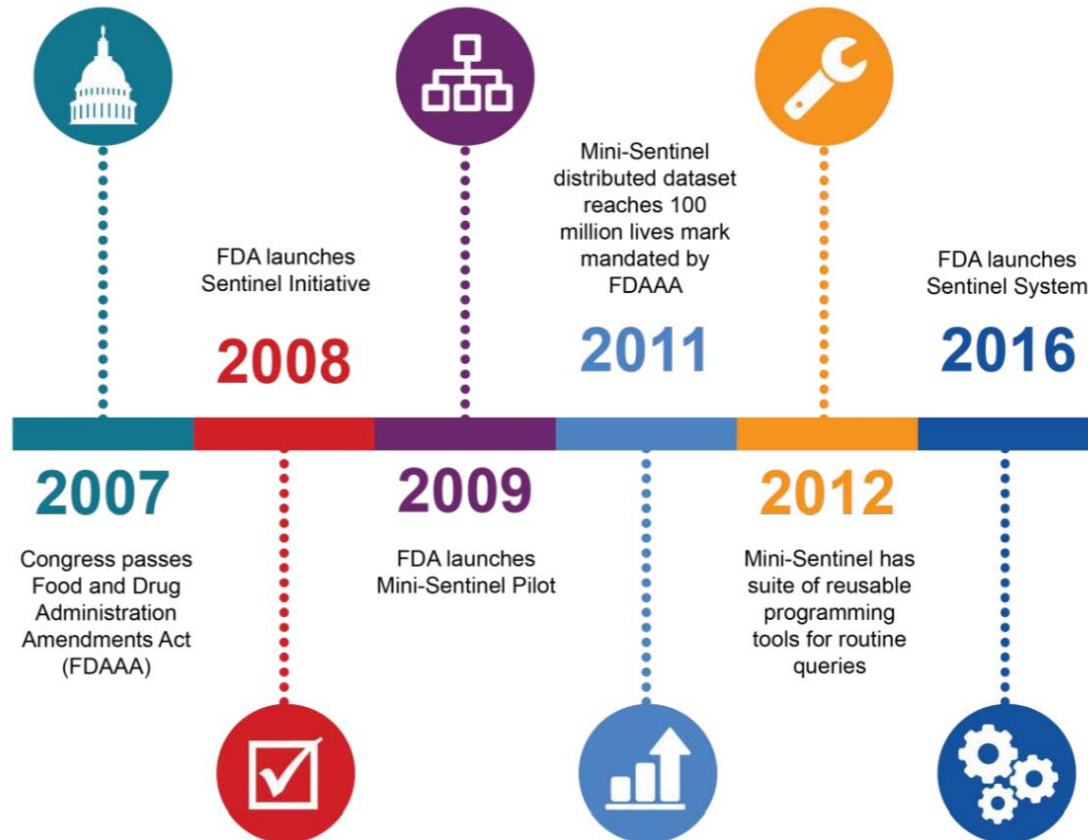 2007
Congress passes
Food and Drug
Administration
Amendments Act
(FDAAA)
FDA launches
Sentinel Initiative
2008
2009
FDA launches
Mini-Sentinel Pilot
Mini-Sentinel
distributed dataset
reaches 100
million lives mark
mandated by
FDAAA
2011
2012
Mini-Sentinel has
suite of reusable
programming
tools for routine
queries
FDA launches
Sentinel System
2016